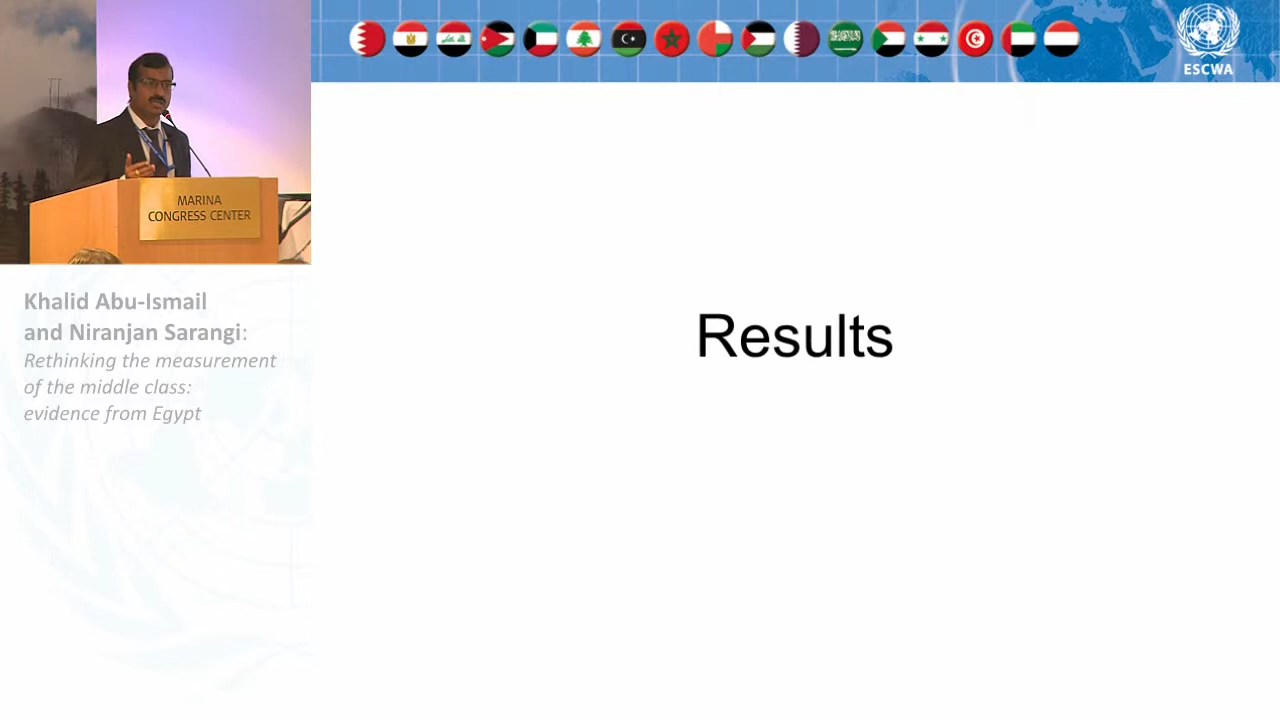 ESCWA
MARINA
CONGRESS CENTER
Khalid Abu-Ismail
and Niranjan Sarangi:
Rethinking the measurement
of the middle class:
evidence from Egypt
Results